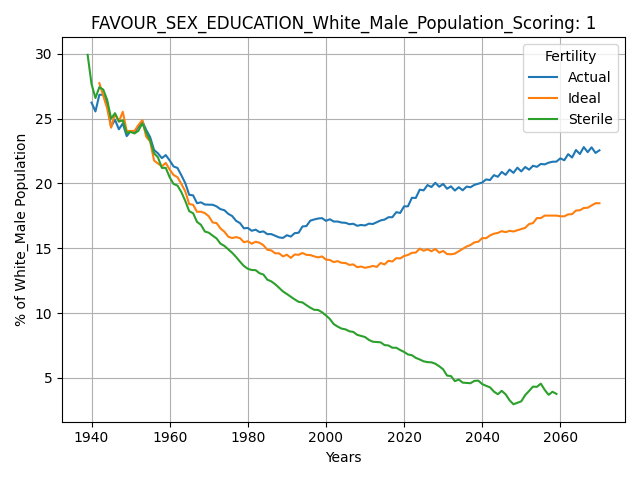 FAVOUR_SEX_EDUCATION_White_Male_Population_Scoring: 1
% of White_Male Population
30
25
20
15
10
5
Fertility
Actual
Ideal
Sterile
1940 1960 1980 2000 2020 2040 2060
Years